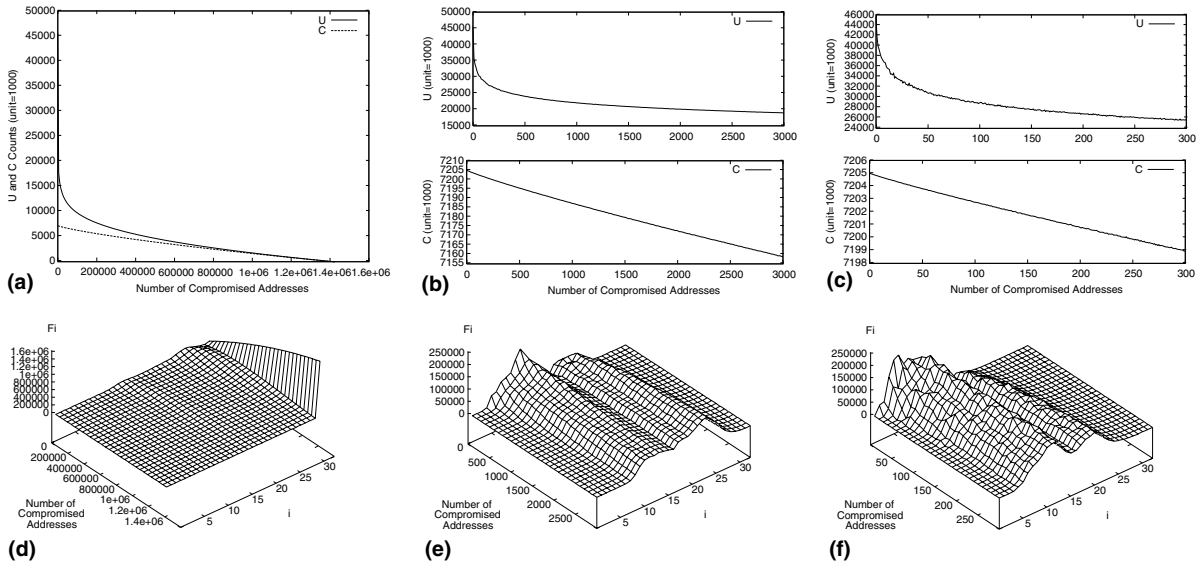 50000
45000
40000
35000
30000
25000
20000
15000
10000
5000
0
U and C Counts (unit=1000)
U
C
0 200000 400000 600000 800000 1e+06 1.2e+06 1.4e+06 1.6e+06
Number of Compromised Addresses
(a)
50000
45000
40000
35000
30000
25000
20000
15000
U (unit=1000)
U
0 500 1000 1500 2000 2500 3000
7210
7205
7200
7195
7190
7185
7180
7175
7170
7165
7160
7155
C (unit=1000)
C
0 500 1000 1500 2000 2500 3000
Number of Compromised Addresses
(b)
46000
44000
42000
40000
38000
36000
34000
32000
30000
28000
26000
24000
U (unit=1000)
U
0 50 100 150 200 250 300
7206
7205
7204
7203
7202
7201
7200
7199
7198
C (unit=1000)
C
0 50 100 150 200 250 300
Number of Compromised Addresses
(c)
Fi
1.6e+06
1.4e+06
1.2e+06
1e+06
800000
600000
400000
200000
0
0
200000
400000
600000
800000
1e+06
1.2e+06
1.4e+06
Number of
Compromised
Addresses
5 10 15 20 25 30
i
(d)
Fi
250000
200000
150000
100000
50000
0
0
500
1000
1500
2000
2500
Number of
Compromised
Addresses
5 10 15 20 25 30
i
(e)
Fi
250000
200000
150000
100000
50000
0
50
100
150
200
250
Number of
Compromised
Addresses
5 10 15 20 25 30
i
(f)